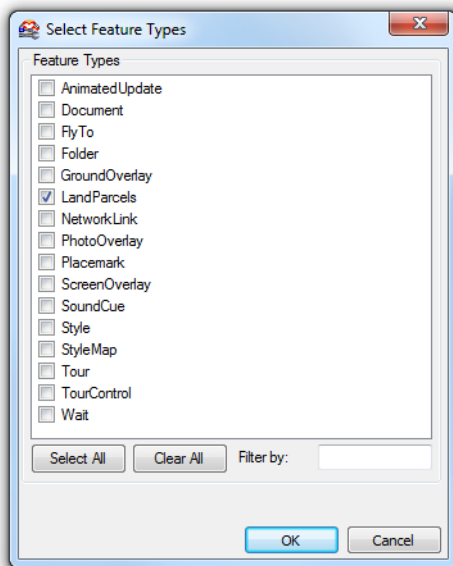 Select Feature Types
Feature Types
AnimatedUpdate
Document
FlyTo
Folder
GroundOverlay
LandParcels
NetworkLink
PhotoOverlay
Placemark
ScreenOverlay
SoundCue
Style
StyleMap
Tour
TourControl
Wait
Select All Clear All Filter by:
OK Cancel